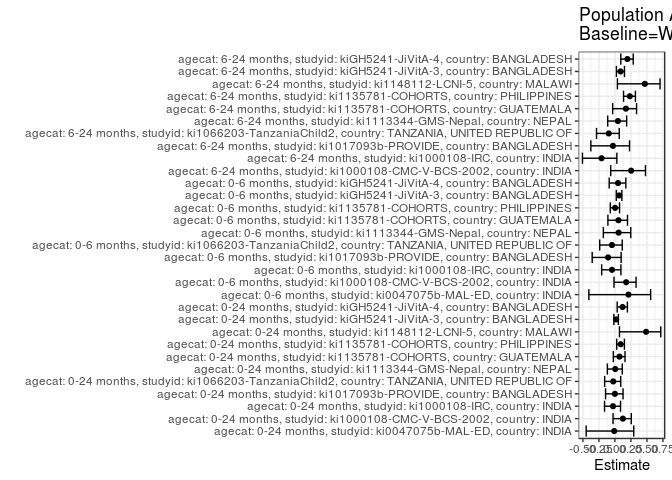 Population A
Baseline=W
agecat: 6-24 months, studyid: kiGH5241-JiVitA-4, country: BANGLADESH
agecat: 6-24 months, studyid: kiGH5241-JiVitA-3, country: BANGLADESH
agecat: 6-24 months, studyid: ki1148112-LCNI-5, country: MALAWI
agecat: 6-24 months, studyid: ki1135781-COHORTS, country: PHILIPPINES
agecat: 6-24 months, studyid: ki1135781-COHORTS, country: GUATEMALA
agecat: 6-24 months, studyid: ki1113344-GMS-Nepal, country: NEPAL
agecat: 6-24 months, studyid: ki1066203-TanzaniaChild2, country: TANZANIA, UNITED REPUBLIC OF
agecat: 6-24 months, studyid: ki1017093b-PROVIDE, country: BANGLADESH
agecat: 6-24 months, studyid: ki1000108-IRC, country: INDIA
agecat: 6-24 months, studyid: ki1000108-CMC-V-BCS-2002, country: INDIA
agecat: 0-6 months, studyid: kiGH5241-JiVitA-4, country: BANGLADESH
agecat: 0-6 months, studyid: kiGH5241-JiVitA-3, country: BANGLADESH
agecat: 0-6 months, studyid: ki1135781-COHORTS, country: PHILIPPINES
agecat: 0-6 months, studyid: ki1135781-COHORTS, country: GUATEMALA
agecat: 0-6 months, studyid: ki1113344-GMS-Nepal, country: NEPAL
agecat: 0-6 months, studyid: ki1066203-TanzaniaChild2, country: TANZANIA, UNITED REPUBLIC OF
agecat: 0-6 months, studyid: ki1017093b-PROVIDE, country: BANGLADESH
agecat: 0-6 months, studyid: ki1000108-IRC, country: INDIA
agecat: 0-6 months, studyid: ki1000108-CMC-V-BCS-2002, country: INDIA
agecat: 0-6 months, studyid: ki0047075b-MAL-ED, country: INDIA
agecat: 0-24 months, studyid: kiGH5241-JiVitA-4, country: BANGLADESH
agecat: 0-24 months, studyid: kiGH5241-JiVitA-3, country: BANGLADESH
agecat: 0-24 months, studyid: ki1148112-LCNI-5, country: MALAWI
agecat: 0-24 months, studyid: ki1135781-COHORTS, country: PHILIPPINES
agecat: 0-24 months, studyid: ki1135781-COHORTS, country: GUATEMALA
agecat: 0-24 months, studyid: ki1113344-GMS-Nepal, country: NEPAL
agecat: 0-24 months, studyid: ki1066203-TanzaniaChild2, country: TANZANIA, UNITED REPUBLIC OF
agecat: 0-24 months, studyid: ki1017093b-PROVIDE, country: BANGLADESH
agecat: 0-24 months, studyid: ki1000108-IRC, country: INDIA
agecat: 0-24 months, studyid: ki1000108-CMC-V-BCS-2002, country: INDIA
agecat: 0-24 months, studyid: ki0047075b-MAL-ED, country: INDIA
-0.50 -0.25 0.00 0.25 0.50 0.75
Estimate